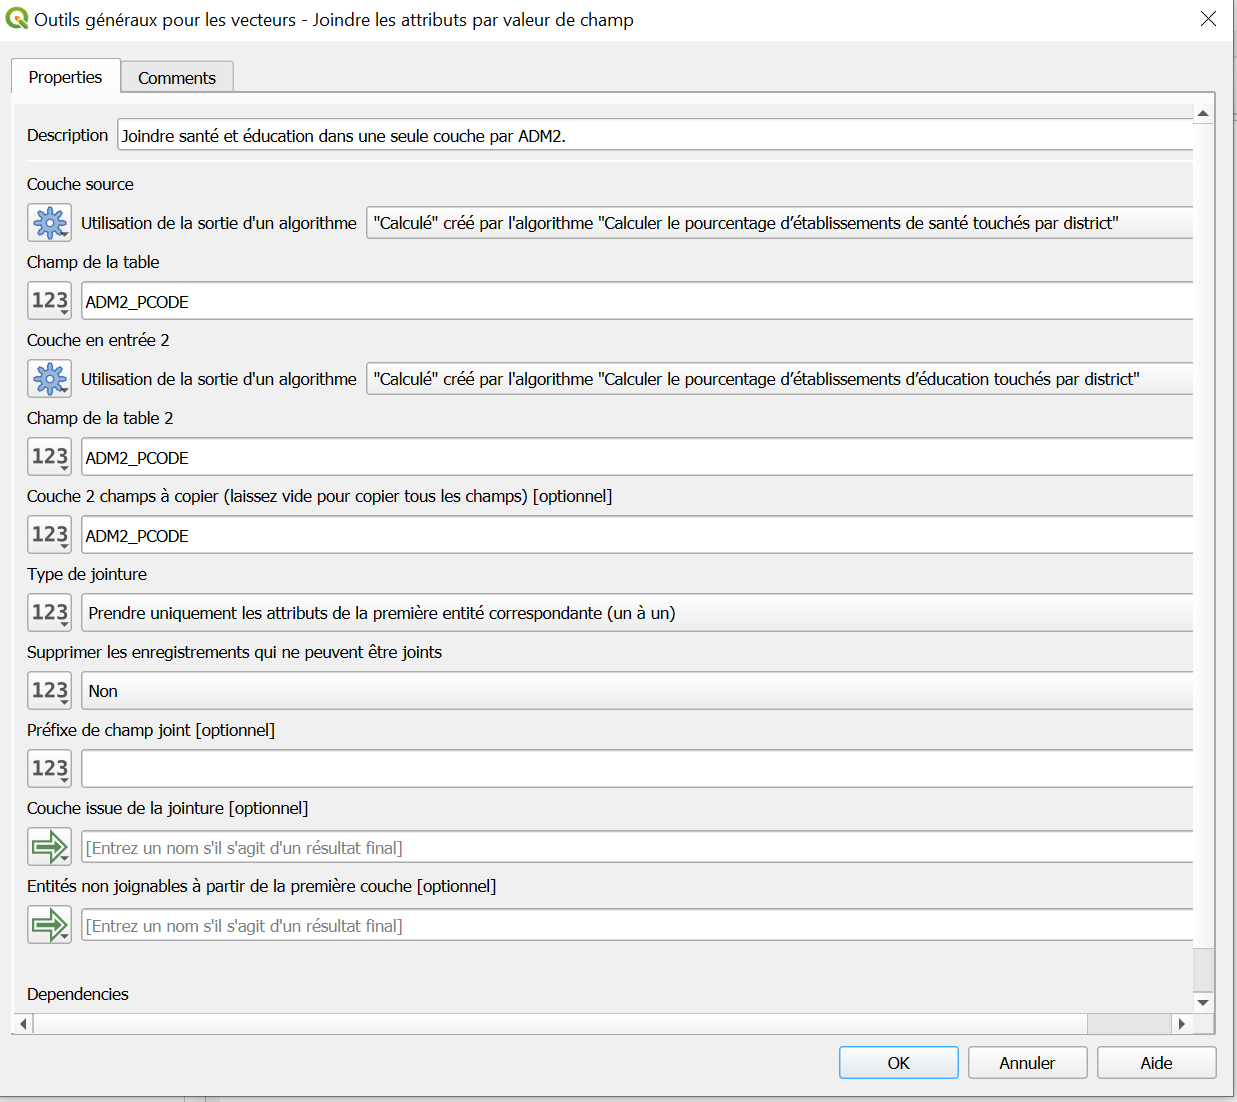 Outils généraux pour les vecteurs - Joindre les attributs par valeur de champ
Properties
Comments
Description
Joindre santé et éducation dans une seule couche par ADM2.
Couche source
Utilisation de la sortie d'un algorithme
"Calculé" créé par l'algorithme "Calculer le pourcentage d’établissements de santé touchés par district"
Champ de la table
123
ADM2_PCODE
Couche en entrée 2
Utilisation de la sortie d'un algorithme
"Calculé" créé par l'algorithme "Calculer le pourcentage d’établissements d’éducation touchés par district"
Champ de la table 2
123
ADM2_PCODE
Couche 2 champs à copier (laissez vide pour copier tous les champs) [optionnel]
123
ADM2_PCODE
Type de jointure
123
Prendre uniquement les attributs de la première entité correspondante (un à un)
Supprimer les enregistrements qui ne peuvent être joints
123
Non
Préfixe de champ joint [optionnel]
123
Couche issue de la jointure [optionnel]
[Entrez un nom s'il s'agit d'un résultat final]
Entités non joignables à partir de la première couche [optionnel]
[Entrez un nom s'il s'agit d'un résultat final]
Dependencies
OK
Annuler
Aide